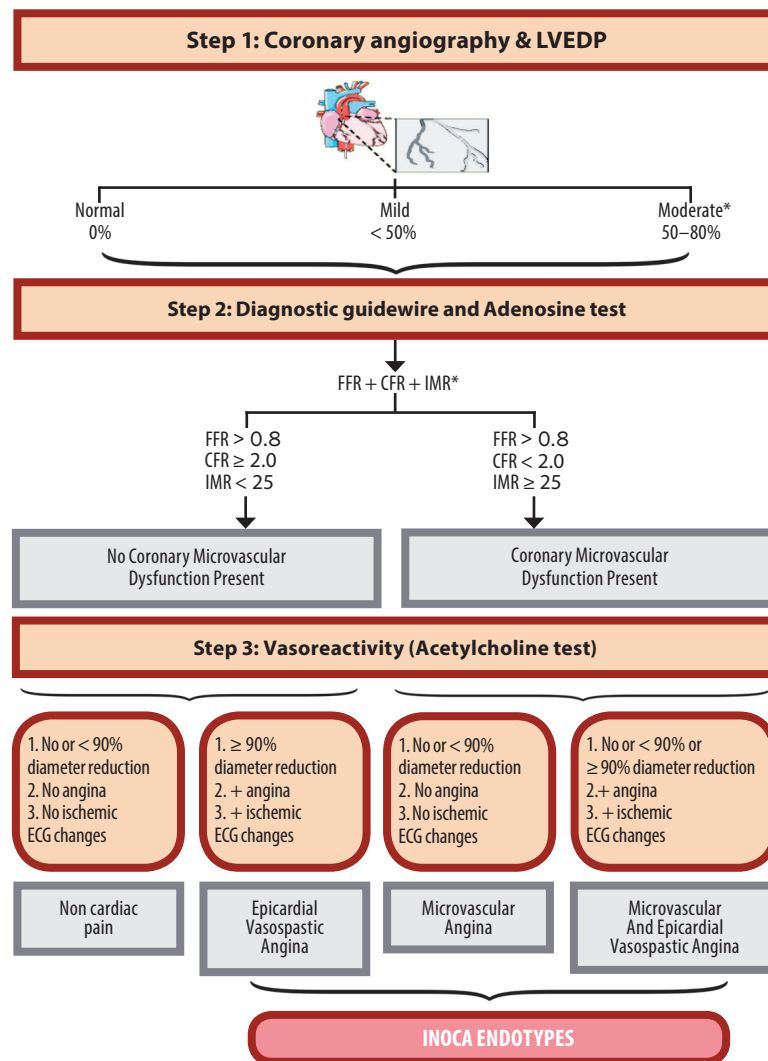 Step 1: Coronary angiography & LVEDP
Normal
0%
Mild
< 50%
Moderate*
50–80%
Step 2: Diagnostic guidewire and Adenosine test
FFR + CFR + IMR*
FFR > 0.8
CFR ≥ 2.0
IMR < 25
FFR > 0.8
CFR < 2.0
IMR ≥ 25
No Coronary Microvascular
Dysfunction Present
Coronary Microvascular
Dysfunction Present
Step 3: Vasoreactivity (Acetylcholine test)
1. No or < 90%
diameter reduction
2. No angina
3. No ischemic
ECG changes
1. ≥ 90%
diameter reduction
2. + angina
3. + ischemic
ECG changes
1. No or < 90%
diameter reduction
2. No angina
3. No ischemic
ECG changes
1. No or < 90% or
≥ 90% diameter reduction
2.+ angina
3. + ischemic
ECG changes
Non cardiac
pain
Epicardial
Vasospastic
Angina
Microvascular
Angina
Microvascular
And Epicardial
Vasospastic Angina
INOCA ENDOTYPES